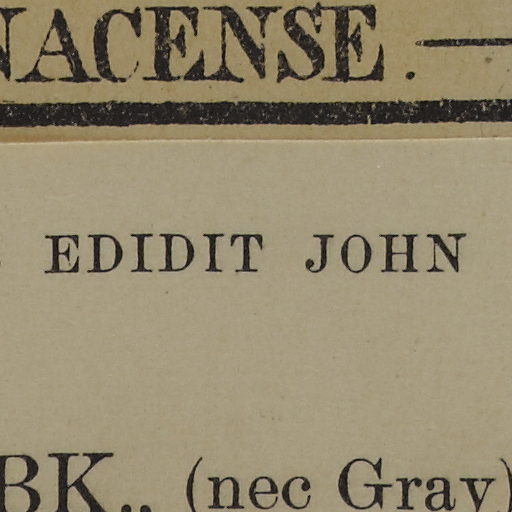 NACENSE.
EDIDIT JOHN
BK., (nec Gray)